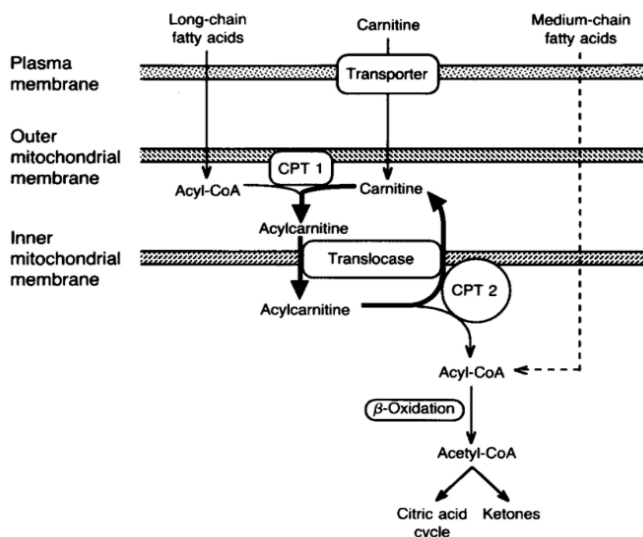 Long-chain
fatty acids
Carnitine
Medium-chain
fatty acids
Plasma
membrane
Transporter
Outer
mitochondrial
membrane
CPT 1
Acyl-CoA
Carnitine
Acylcarnitine
Inner
mitochondrial
membrane
Translocase
CPT 2
Acylcarnitine
Acyl-CoA
β-Oxidation
Acetyl-CoA
Citric acid
cycle
Ketones